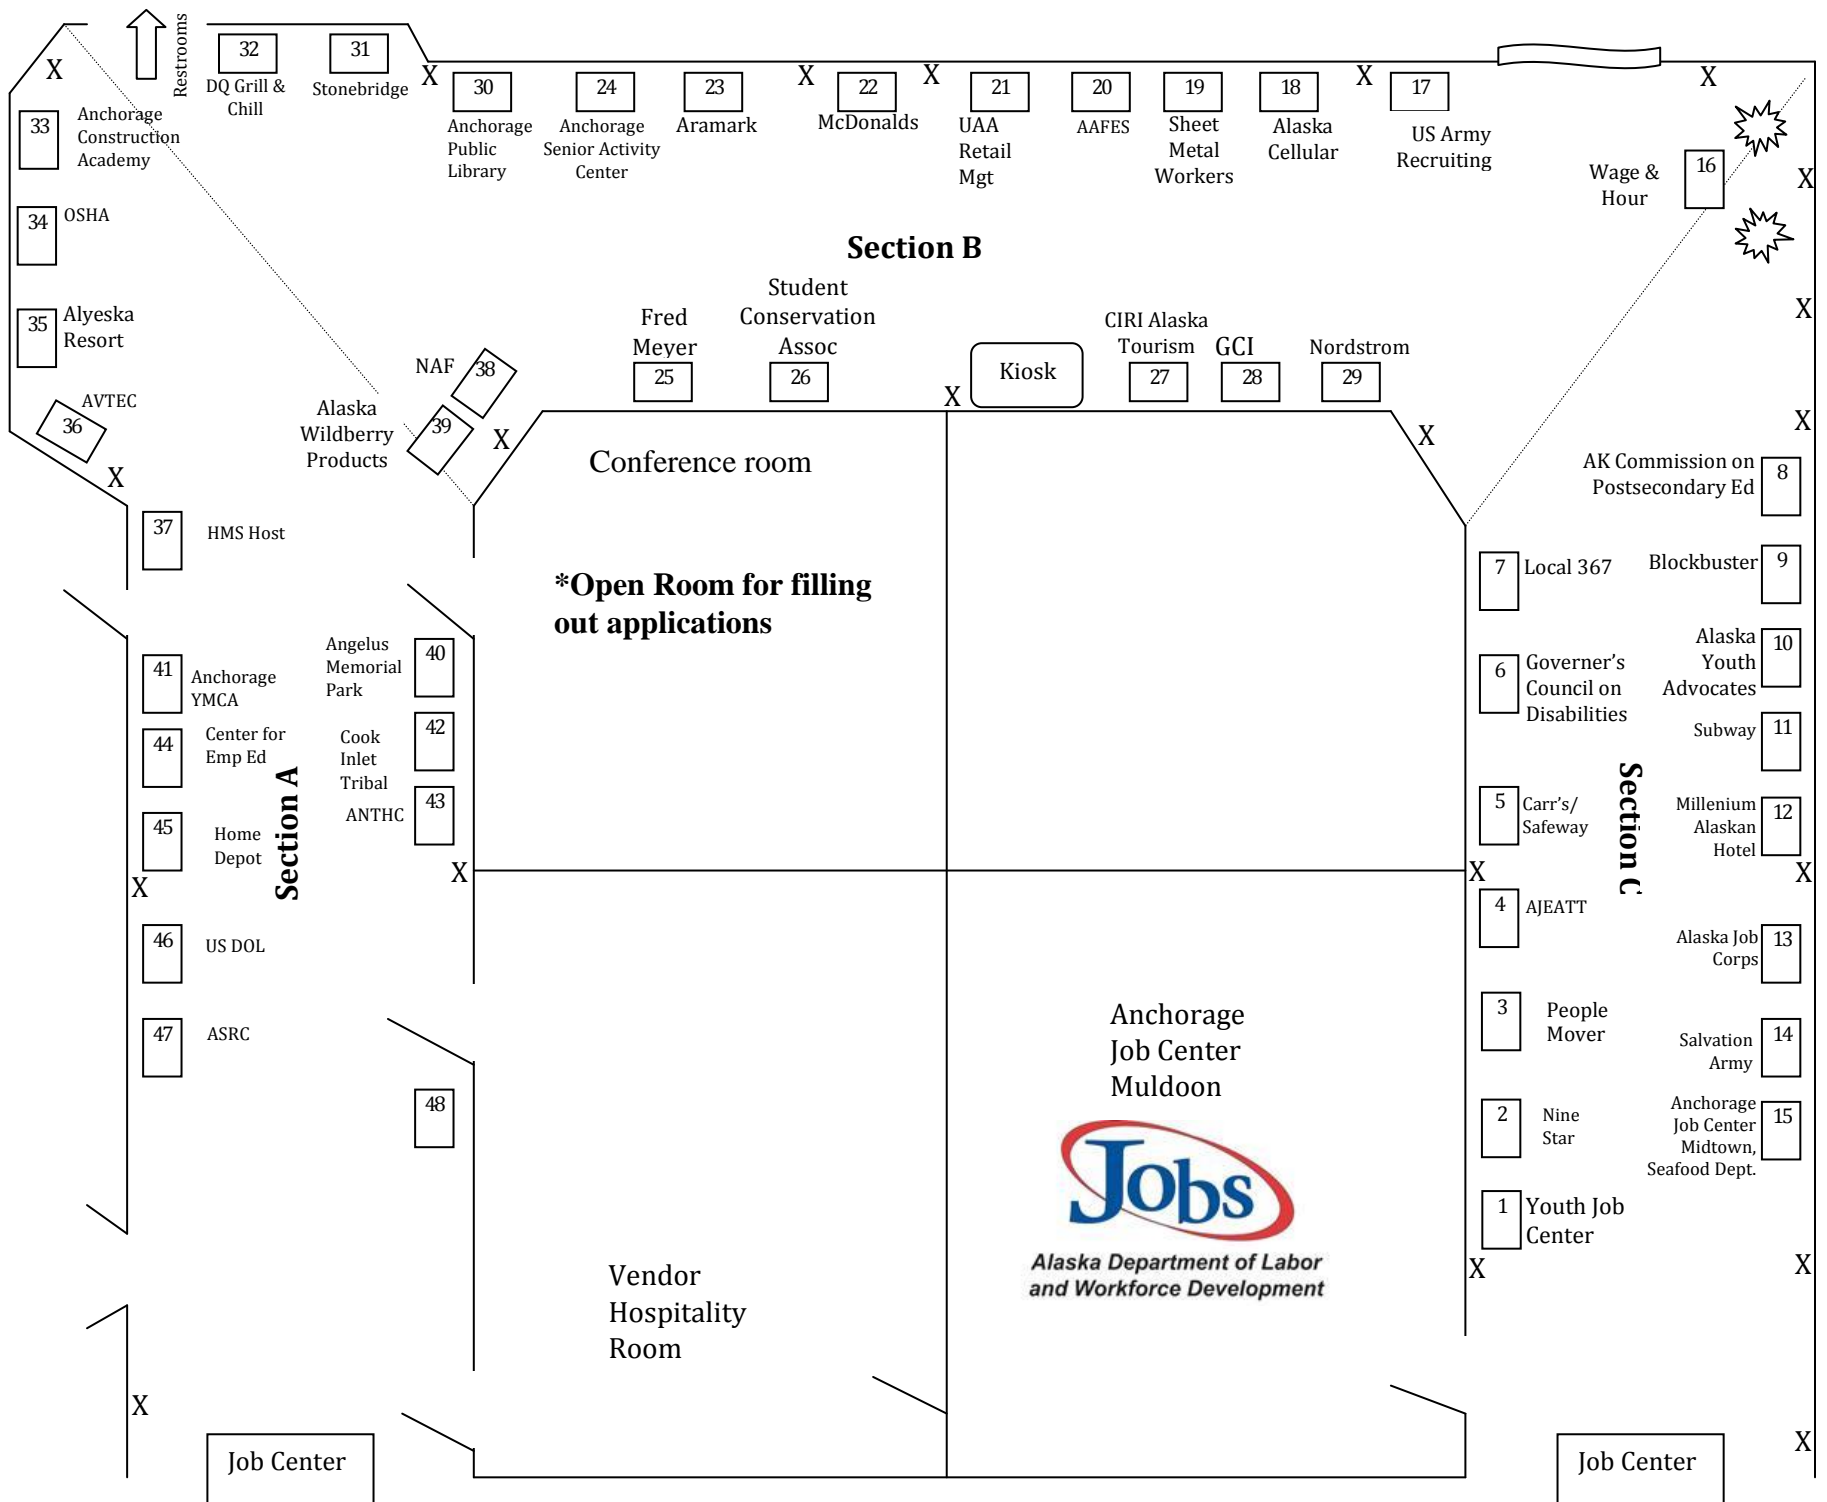 Restrooms
32
DQ Grill &
Chill
31
Stonebridge
X
X
30
Anchorage
Public
Library
24
Anchorage
Senior Activity
Center
23
Aramark
X
22
McDonalds
X
21
UAA
Retail
Mgt
20
AAFES
19
Sheet
Metal
Workers
18
Alaska
Cellular
X
17
US Army
Recruiting
X
16
Wage &
Hour
X
33
Anchorage
Construction
Academy
34
OSHA
35
Alyeska
Resort
36
AVTEC
X
Section B
NAF
38
Alaska
Wildberry
Products
39
X
Fred
Meyer
25
Student
Conservation
Assoc
26
X
Kiosk
CIRI Alaska
Tourism
27
GCI
28
Nordstrom
29
X
X
X
Conference room
*Open Room for filling
out applications
37
HMS Host
41
Anchorage
YMCA
44
Center for
Emp Ed
45
Home
Depot
X
46
US DOL
47
ASRC
Section A
Angelus
Memorial
Park
40
Cook
Inlet
Tribal
42
ANTHC
43
X
48
X
Job Center
Vendor
Hospitality
Room
Anchorage
Job Center
Muldoon
Jobs
Alaska Department of Labor
and Workforce Development
7
Local 367
6
Governer's
Council on
Disabilities
5
Carr's/
Safeway
X
4
AJEATT
3
People
Mover
2
Nine
Star
1
Youth Job
Center
X
Section C
AK Commission on
Postsecondary Ed
8
Blockbuster
9
Alaska
Youth
Advocates
10
Subway
11
Millenium
Alaskan
Hotel
12
X
Alaska Job
Corps
13
Salvation
Army
14
Anchorage
Job Center
Midtown,
Seafood Dept.
15
X
X
Job Center